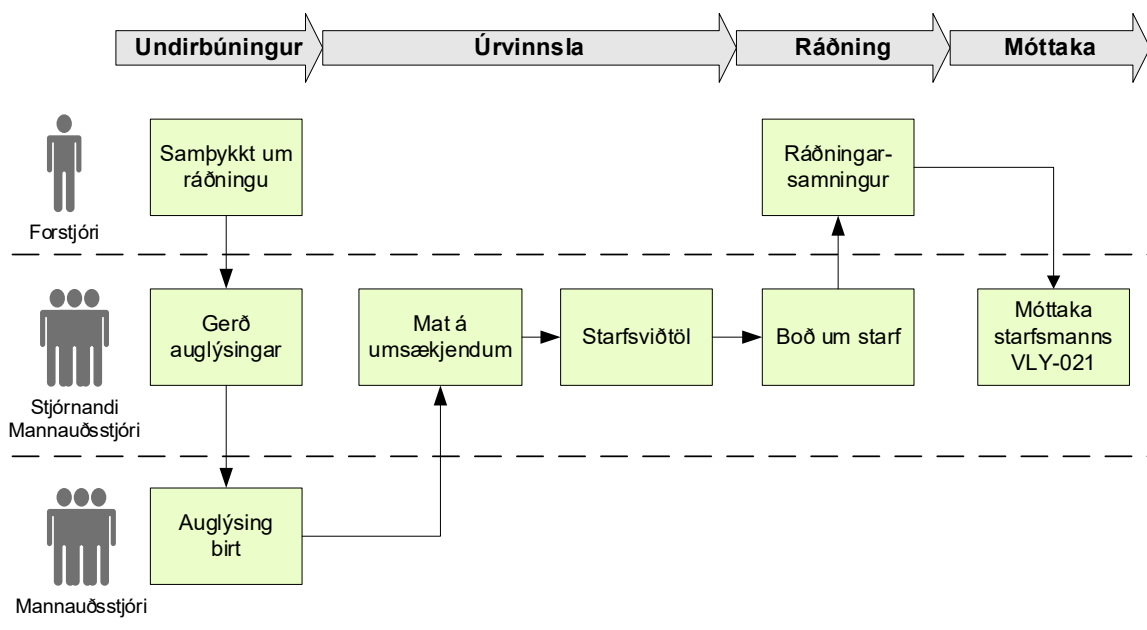 Undirbúningur
Úrvinnsla
Ráðning
Móttaka
Forstjóri
Samþykkt um
ráðningu
Ráðningar-
samningur
Stjórnandi
Mannauðsstjóri
Gerð
auglýsingar
Mat á
umsækjendum
Starfsviðtöl
Boð um starf
Móttaka
starfsmanns
VLY-021
Mannauðsstjóri
Auglýsing
birt